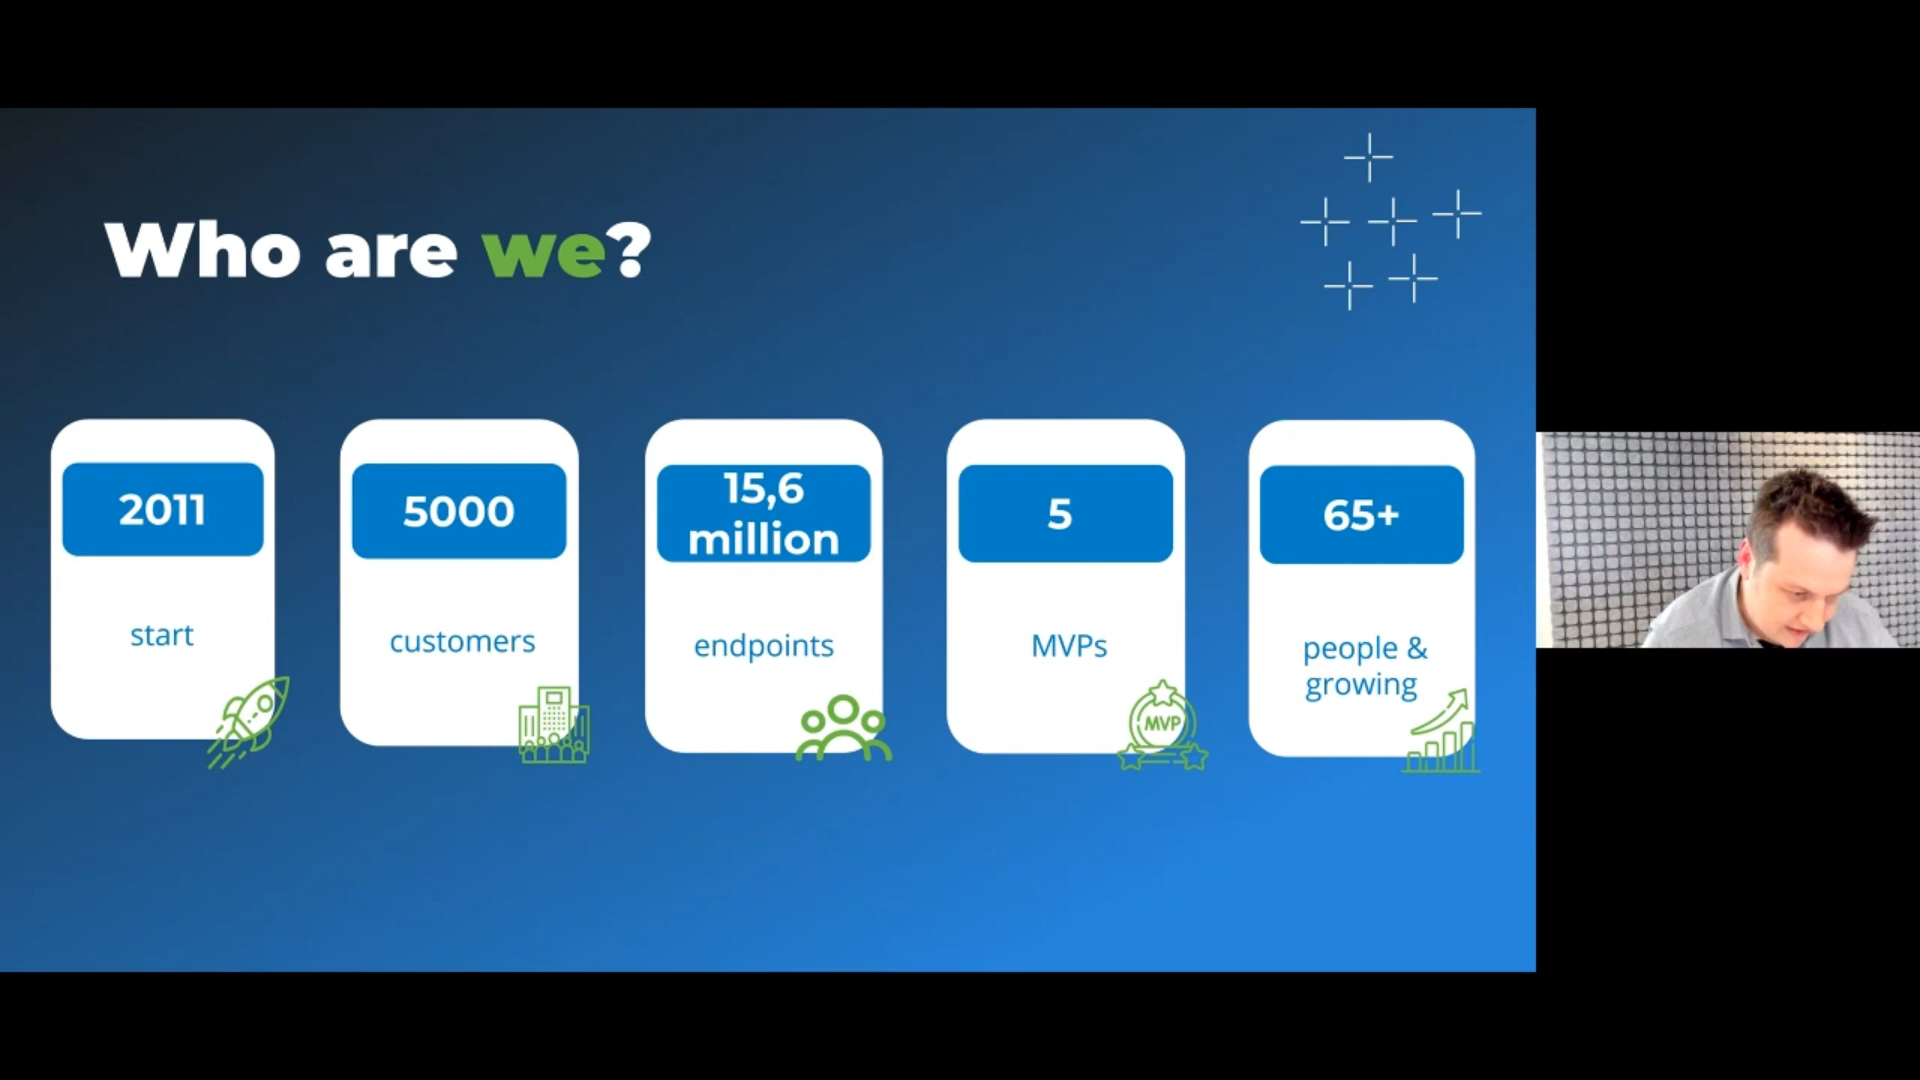 Who are we?
2011
start
5000
customers
15,6
million
endpoints
5
MVPs
MVP
65+
people &
growing